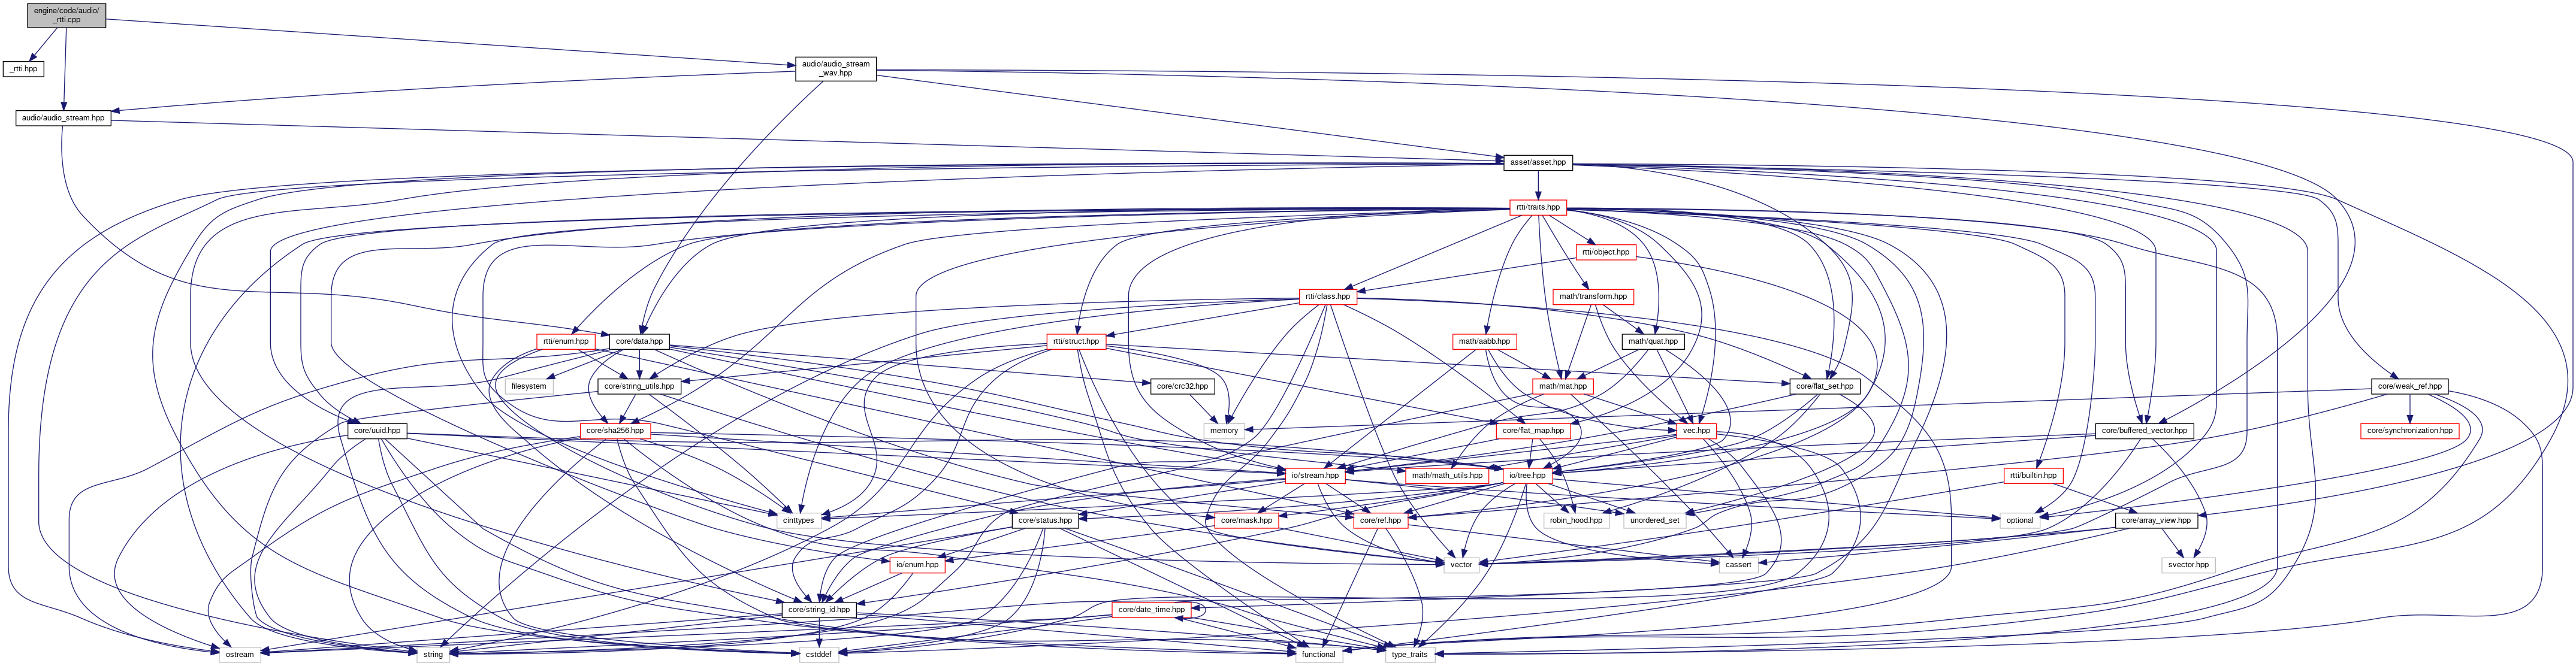 engine/code/audio/
_rtti.cpp
_rtti.hpp
audio/audio_stream
_wav.hpp
audio/audio_stream.hpp
asset/asset.hpp
rtti/traits.hpp
rtti/object.hpp
rtti/class.hpp
math/transform.hpp
rtti/enum.hpp
core/data.hpp
rtti/struct.hpp
math/aabb.hpp
math/quat.hpp
filesystem
core/string_utils.hpp
core/crc32.hpp
math/mat.hpp
core/flat_set.hpp
core/weak_ref.hpp
core/uuid.hpp
core/sha256.hpp
memory
core/flat_map.hpp
vec.hpp
core/buffered_vector.hpp
core/synchronization.hpp
io/stream.hpp
math/math_utils.hpp
io/tree.hpp
rtti/builtin.hpp
cinttypes
core/status.hpp
core/mask.hpp
core/ref.hpp
robin_hood.hpp
unordered_set
optional
core/array_view.hpp
io/enum.hpp
vector
cassert
svector.hpp
core/string_id.hpp
core/date_time.hpp
ostream
string
cstddef
functional
type_traits